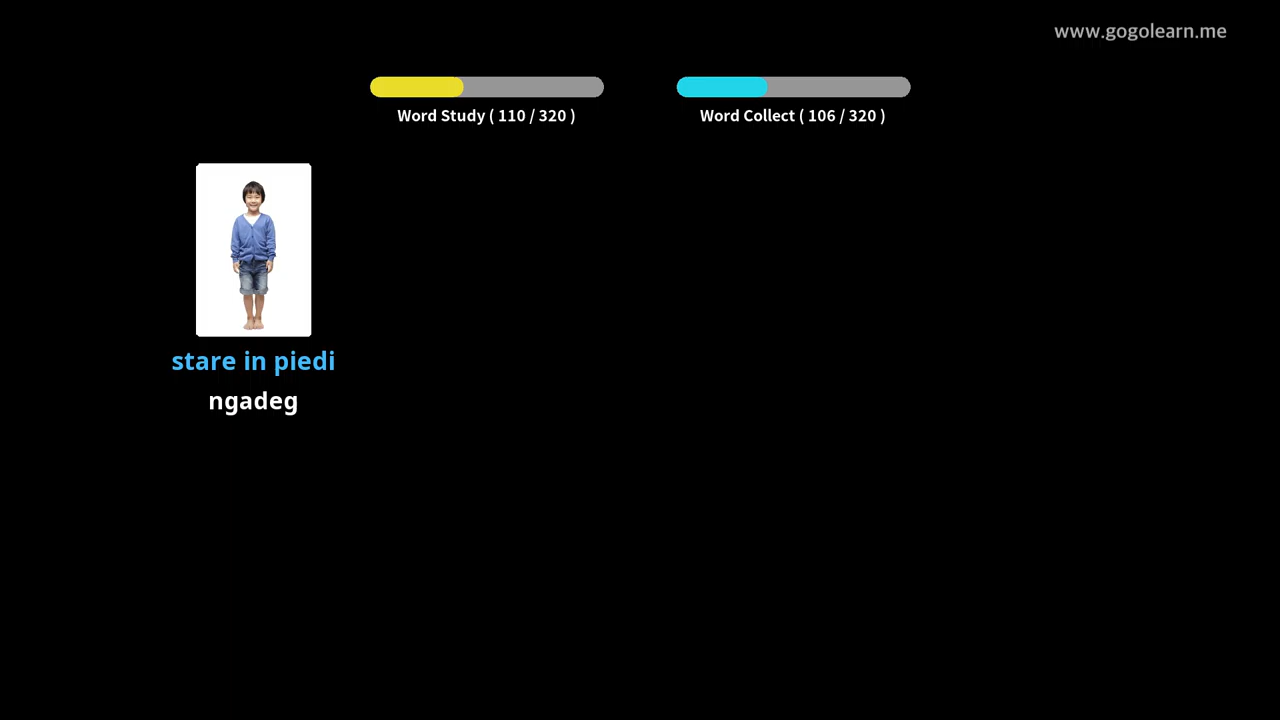 www.gogolearn.me
Word Study ( 110 / 320 )
Word Collect ( 106 / 320 )
stare in piedi
ngadeg